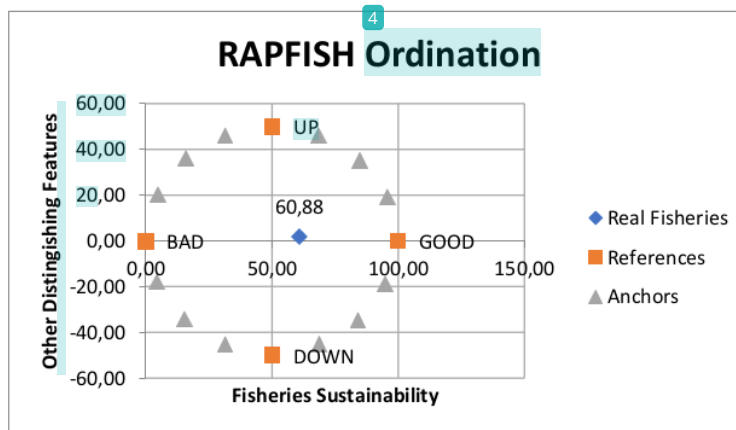 4
RAPFISH Ordination
Other Distingishing Features
60,00
40,00
20,00
0,00
-20,00
-40,00
-60,00
UP
60,88
BAD
GOOD
DOWN
0,00
50,00
100,00
150,00
Fisheries Sustainability
Real Fisheries
References
Anchors